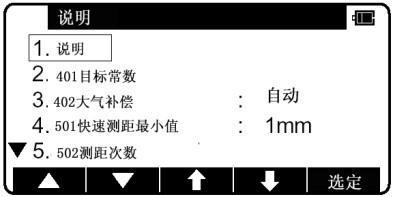 说明
1. 说明
2. 401目标常数
3. 402大气补偿 : 自动
4. 501快速测距最小值 : 1mm
▼ 5. 502测距次数
▲ ▼ ⬆ ⬇ 选定